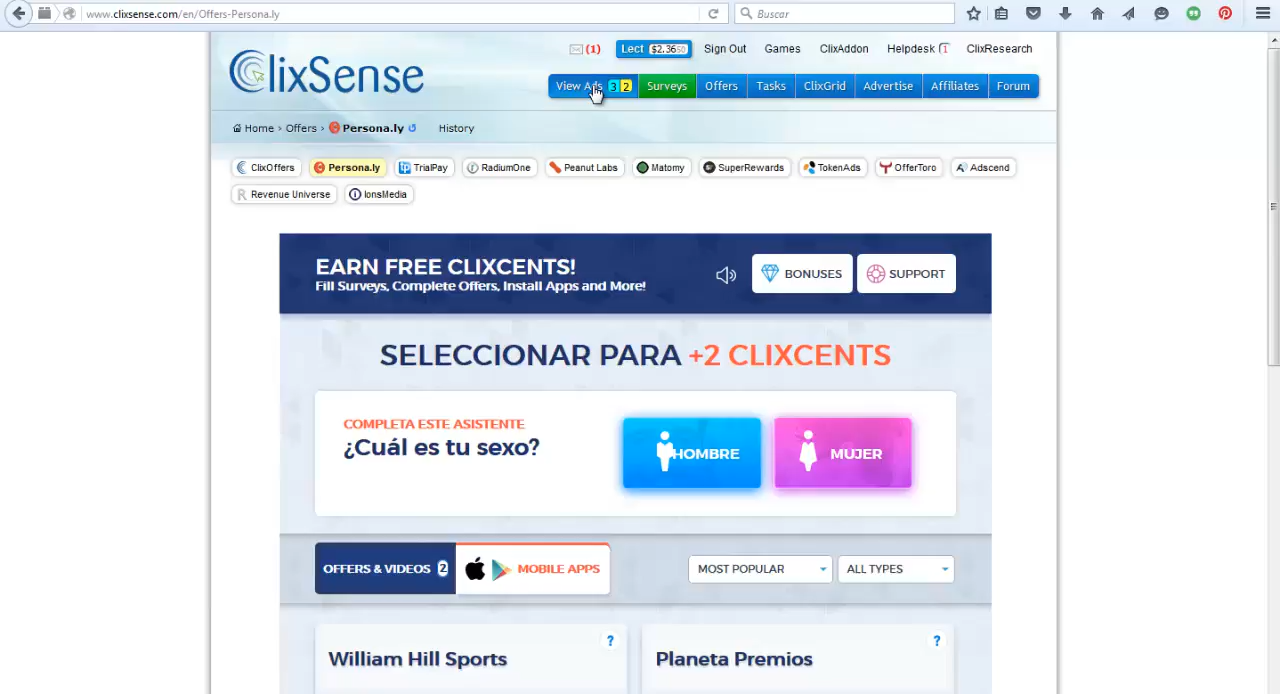 www.clixsense.com/en/Offers-Persona.ly
Buscar
(1) Lect $2.3650 Sign Out Games ClixAddon Helpdesk 1 ClixResearch
ClixSense
View Ads 3 2 Surveys Offers Tasks ClixGrid Advertise Affiliates Forum
Home › Offers › Persona.ly History
ClixOffers Persona.ly TrialPay RadiumOne Peanut Labs Matomy SuperRewards TokenAds OfferToro Adscend
Revenue Universe IonsMedia
EARN FREE CLIXCENTS!
Fill Surveys, Complete Offers, Install Apps and More!
BONUSES SUPPORT
SELECCIONAR PARA +2 CLIXCENTS
COMPLETA ESTE ASISTENTE
¿Cuál es tu sexo?
HOMBRE MUJER
OFFERS & VIDEOS 2 MOBILE APPS MOST POPULAR ALL TYPES
? ?
William Hill Sports Planeta Premios